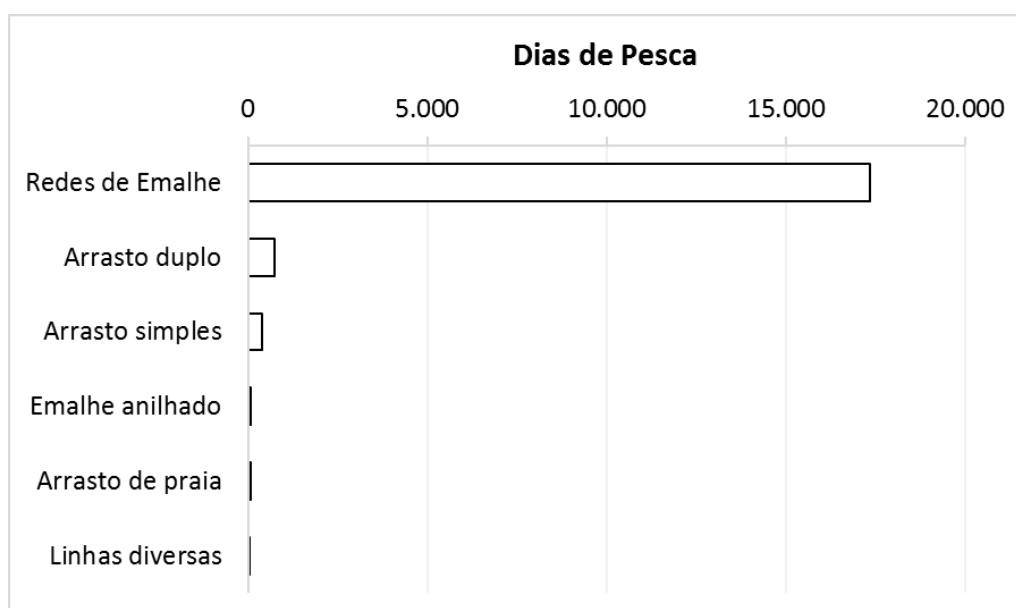 Dias de Pesca
0 5.000 10.000 15.000 20.000
Redes de Emalhe
Arrasto duplo
Arrasto simples
Emalhe anilhado
Arrasto de praia
Linhas diversas